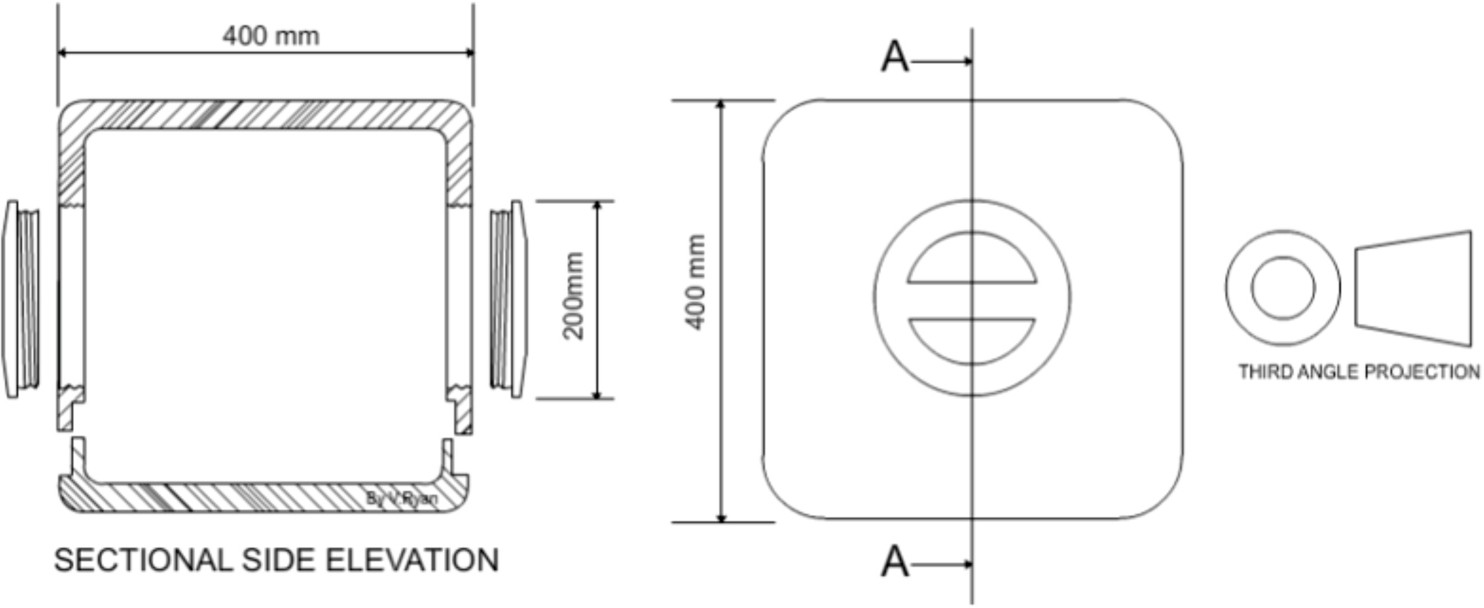 400 mm
200mm
By V.Ryan
SECTIONAL SIDE ELEVATION
A
400 mm
A
THIRD ANGLE PROJECTION